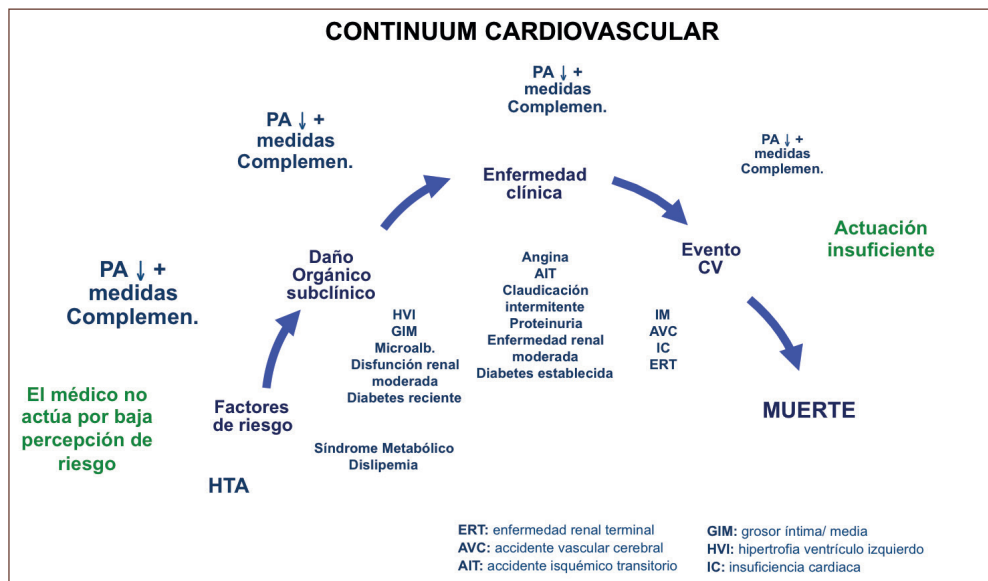 CONTINUUM CARDIOVASCULAR
PA ↓ +
medidas
Complemen.
El médico no
actúa por baja
percepción de
riesgo
HTA
Factores
de riesgo
Síndrome Metabólico
Dislipemia
PA ↓ +
medidas
Complemen.
Daño
Orgánico
subclínico
HVI
GIM
Microalb.
Disfunción renal
moderada
Diabetes reciente
PA ↓ +
medidas
Complemen.
Enfermedad
clínica
Angina
AIT
Claudicación
intermitente
Proteinuria
Enfermedad renal
moderada
Diabetes establecida
PA ↓ +
medidas
Complemen.
Evento
CV
IM
AVC
IC
ERT
Actuación
insuficiente
MUERTE
ERT: enfermedad renal terminal
AVC: accidente vascular cerebral
AIT: accidente isquémico transitorio
GIM: grosor íntima/ media
HVI: hipertrofia ventrículo izquierdo
IC: insuficiencia cardiaca